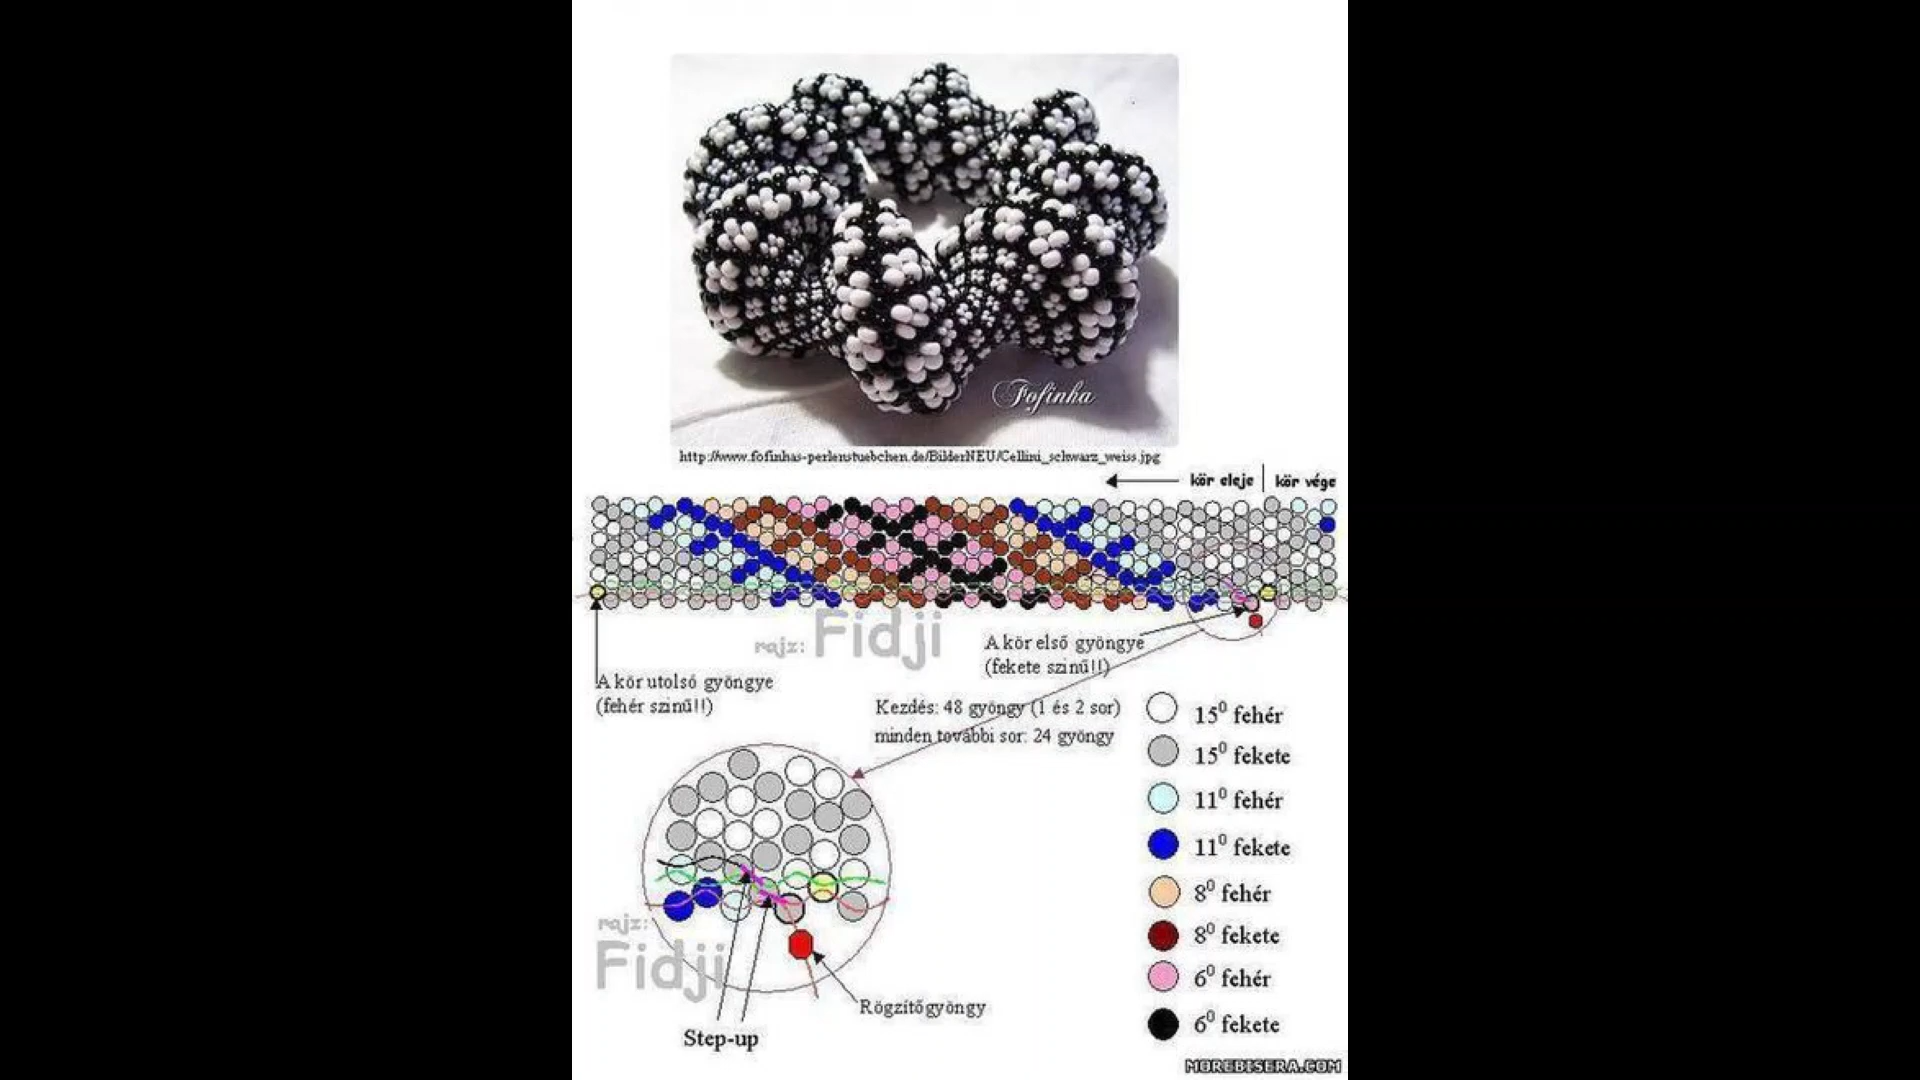 Fofinha
http://www.fofinhas-perlenstuebchen.de/BilderNEU/Cellini_schwarz_weiss.jpg
kör eleje | kör vége
rajz: Fidji
A kör első gyöngye
(fekete szinű!!)
A kör utolsó gyöngye
(fehér szinű!!)
Kezdés: 48 gyöngy (1 és 2 sor)
minden további sor: 24 gyöngy
15⁰ fehér
15⁰ fekete
11⁰ fehér
11⁰ fekete
8⁰ fehér
8⁰ fekete
6⁰ fehér
6⁰ fekete
rajz:
Fidji
Rögzítőgyöngy
Step-up
MOREBISERA.COM